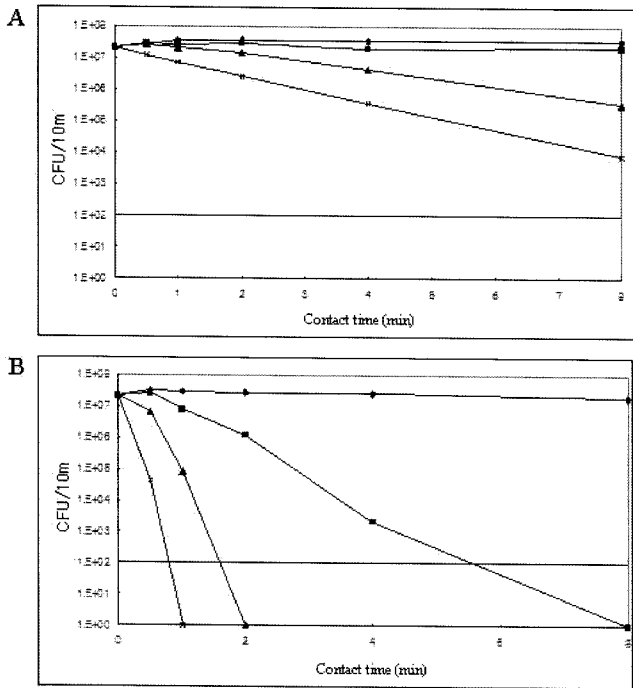 A
1.E+08
1.E+07
1.E+06
1.E+05
1.E+04
1.E+03
1.E+02
1.E+01
1.E+00
CFU/10m
0 1 2 3 4 5 6 7 8
Contact time (min)
B
1.E+08
1.E+07
1.E+06
1.E+05
1.E+04
1.E+03
1.E+02
1.E+01
1.E+00
CFU/10m
0 2 4 6 8
Contact time (min)